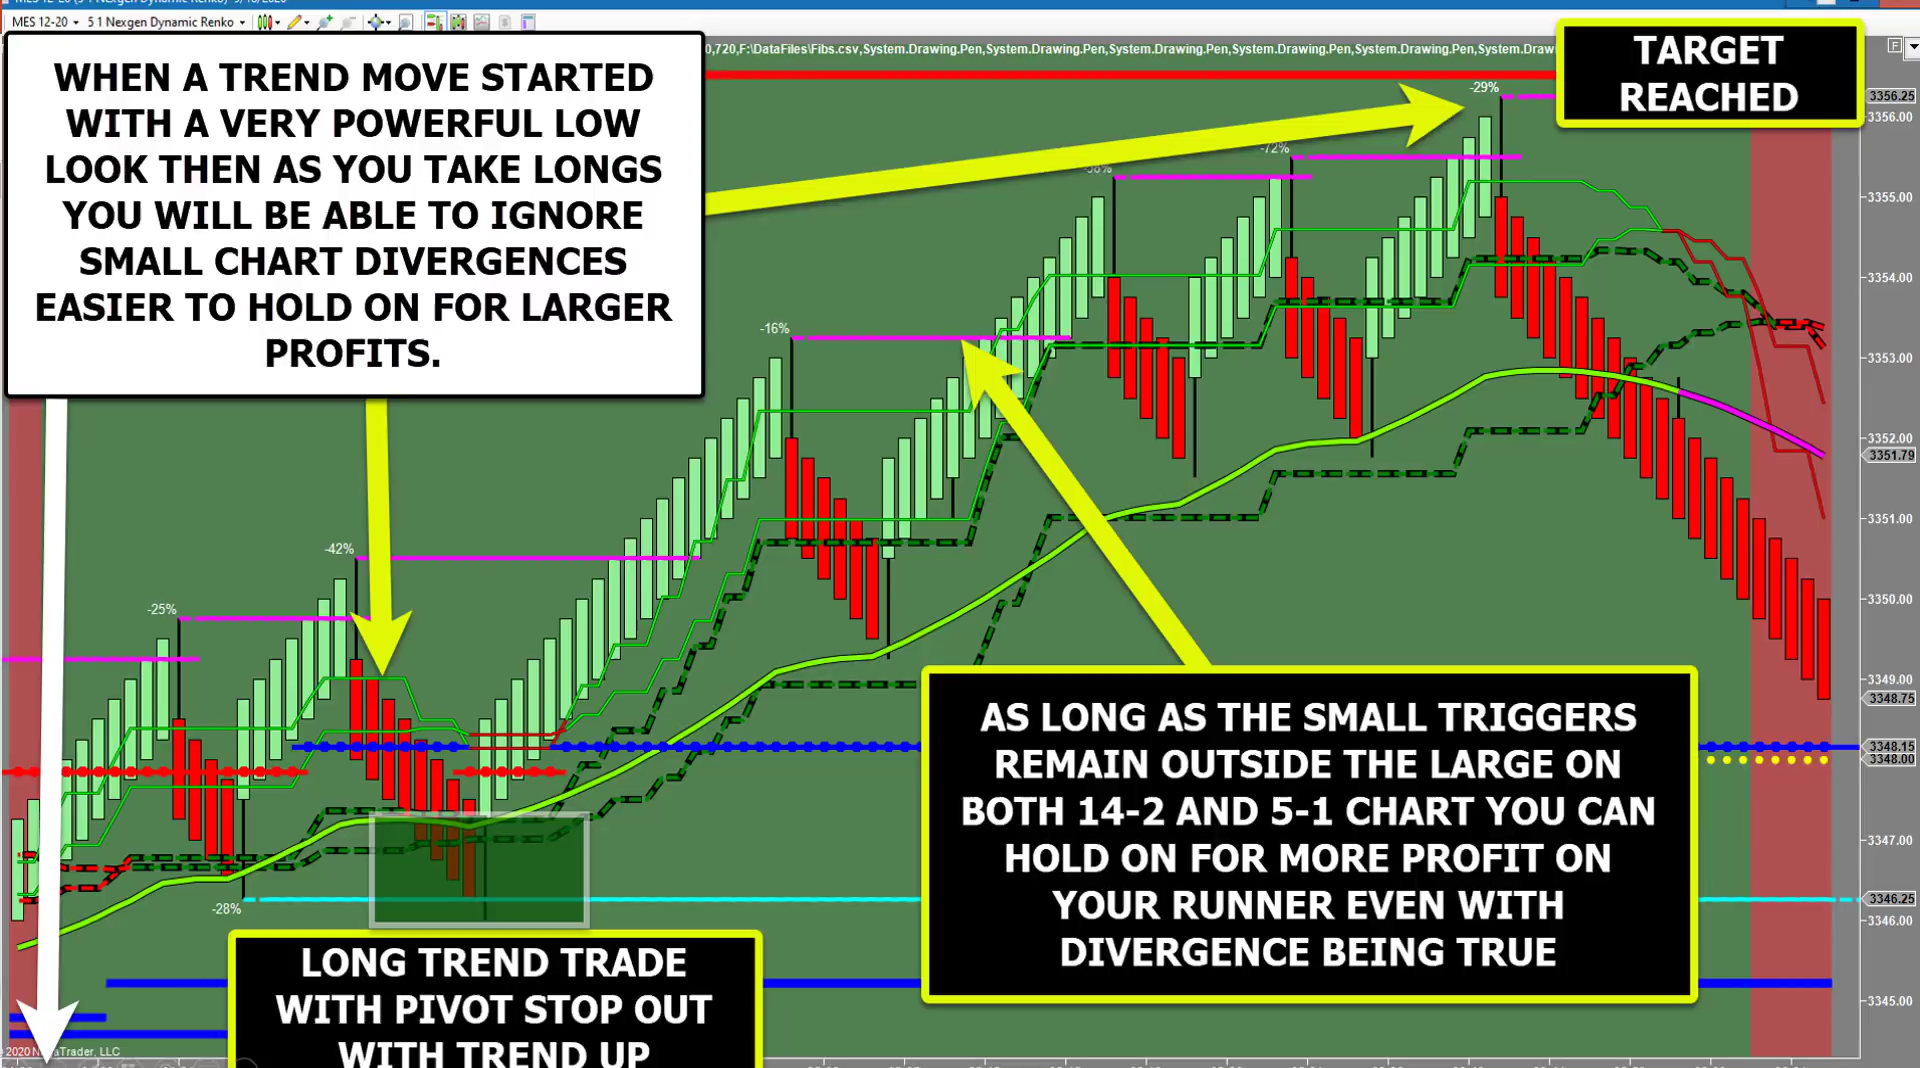 MES 12-20
5 1 Nexgen Dynamic Renko
0,720,F:\DataFiles\Fibs.csv,System.Drawing.Pen,System.Drawing.Pen,System.Drawing.Pen,System.Drawing.Pen,System.Drawing.Pen,System.Drawing.Pen,System.Draw
F
WHEN A TREND MOVE STARTED
WITH A VERY POWERFUL LOW
LOOK THEN AS YOU TAKE LONGS
YOU WILL BE ABLE TO IGNORE
SMALL CHART DIVERGENCES
EASIER TO HOLD ON FOR LARGER
PROFITS.
TARGET
REACHED
-29%
-72%
-16%
-42%
-25%
-28%
3356.25
3356.00
3355.00
3354.00
3353.00
3352.00
3351.79
3351.00
3350.00
3349.00
3348.75
3348.15
3348.00
3347.00
3346.25
3346.00
3345.00
AS LONG AS THE SMALL TRIGGERS
REMAIN OUTSIDE THE LARGE ON
BOTH 14-2 AND 5-1 CHART YOU CAN
HOLD ON FOR MORE PROFIT ON
YOUR RUNNER EVEN WITH
DIVERGENCE BEING TRUE
LONG TREND TRADE
WITH PIVOT STOP OUT
WITH TREND UP
2020 NinjaTrader, LLC